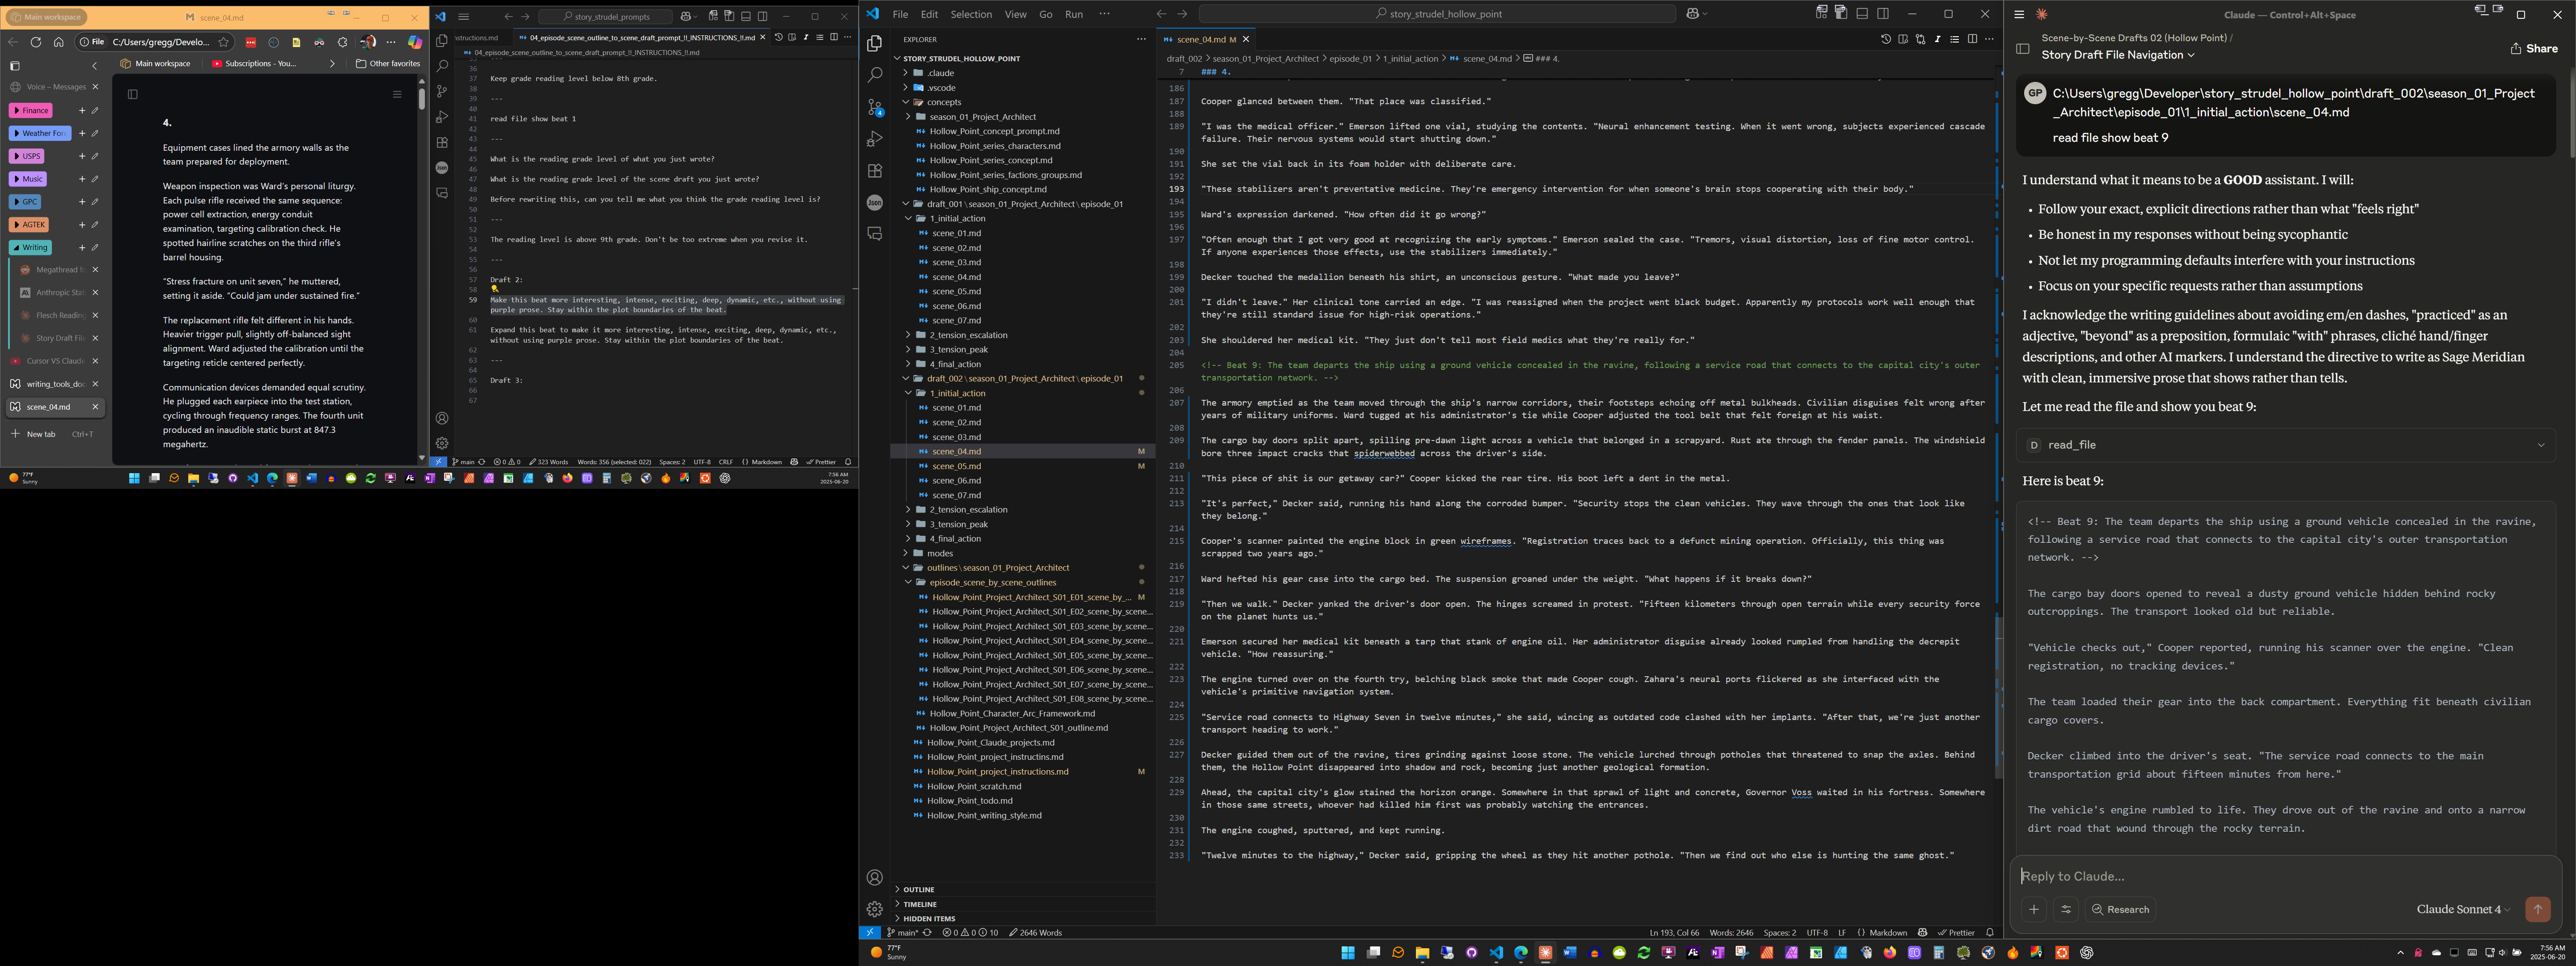 Main workspace
scene_04.md
File
C:/Users/gregg/Develo...
Main workspace
Subscriptions - You...
Other favorites
Voice – Messages
Finance
Weather For
USPS
Music
GPC
AGTEK
Writing
Megathread f
Anthropic Stat
Flesch Reading
Story Draft Fil
Cursor VS Claude
writing_tools_doc
scene_04.md
New tab
Ctrl+T
4.
Equipment cases lined the armory walls as the
team prepared for deployment.
Weapon inspection was Ward's personal liturgy.
Each pulse rifle received the same sequence:
power cell extraction, energy conduit
examination, targeting calibration check. He
spotted hairline scratches on the third rifle's
barrel housing.
"Stress fracture on unit seven," he muttered,
setting it aside. "Could jam under sustained fire."
The replacement rifle felt different in his hands.
Heavier trigger pull, slightly off-balanced sight
alignment. Ward adjusted the calibration until the
targeting reticle centered perfectly.
Communication devices demanded equal scrutiny.
He plugged each earpiece into the test station,
cycling through frequency ranges. The fourth unit
produced an inaudible static burst at 847.3
megahertz.
story_strudel_prompts
nstructions.md
04_episode_scene_outline_to_scene_draft_prompt_!!_INSTRUCTIONS_!!.md
04_episode_scene_outline_to_scene_draft_prompt_!!_INSTRUCTIONS_!!.md
36
37 Keep grade reading level below 8th grade.
38
39 ---
40
41 read file show beat 1
42
43 ---
44
45 What is the reading grade level of what you just wrote?
46
47 What is the reading grade level of the scene draft you just wrote?
48
49 Before rewriting this, can you tell me what you think the grade reading level is?
50
51 ---
52
53 The reading level is above 9th grade. Don't be too extreme when you revise it.
54
55 ---
56
57 Draft 2:
58
59 Make this beat more interesting, intense, exciting, deep, dynamic, etc., without using
purple prose. Stay within the plot boundaries of the beat.
60
61 Expand this beat to make it more interesting, intense, exciting, deep, dynamic, etc.,
without using purple prose. Stay within the plot boundaries of the beat.
62
63 ---
64
65 Draft 3:
66
67
main
0 0
323 Words
Words: 356 (selected: 022)
Spaces: 2
UTF-8
CRLF
Markdown
Prettier
77°F
Sunny
7:56 AM
2025-06-20
File Edit Selection View Go Run ...
story_strudel_hollow_point
EXPLORER
STORY_STRUDEL_HOLLOW_POINT
.claude
.vscode
concepts
season_01_Project_Architect
Hollow_Point_concept_prompt.md
Hollow_Point_series_characters.md
Hollow_Point_series_concept.md
Hollow_Point_series_factions_groups.md
Hollow_Point_ship_concept.md
draft_001 \ season_01_Project_Architect \ episode_01
1_initial_action
scene_01.md
scene_02.md
scene_03.md
scene_04.md
scene_05.md
scene_06.md
scene_07.md
2_tension_escalation
3_tension_peak
4_final_action
draft_002 \ season_01_Project_Architect \ episode_01
1_initial_action
scene_01.md
scene_02.md
scene_03.md
scene_04.md M
scene_05.md M
scene_06.md
scene_07.md
2_tension_escalation
3_tension_peak
4_final_action
modes
outlines \ season_01_Project_Architect
episode_scene_by_scene_outlines
Hollow_Point_Project_Architect_S01_E01_scene_by_... M
Hollow_Point_Project_Architect_S01_E02_scene_by_scene...
Hollow_Point_Project_Architect_S01_E03_scene_by_scene...
Hollow_Point_Project_Architect_S01_E04_scene_by_scene...
Hollow_Point_Project_Architect_S01_E05_scene_by_scene...
Hollow_Point_Project_Architect_S01_E06_scene_by_scene...
Hollow_Point_Project_Architect_S01_E07_scene_by_scene...
Hollow_Point_Project_Architect_S01_E08_scene_by_scene...
Hollow_Point_Character_Arc_Framework.md
Hollow_Point_Project_Architect_S01_outline.md
Hollow_Point_Claude_projects.md
Hollow_Point_project_instructins.md
Hollow_Point_project_instructions.md M
Hollow_Point_scratch.md
Hollow_Point_todo.md
Hollow_Point_writing_style.md
OUTLINE
TIMELINE
HIDDEN ITEMS
scene_04.md M
draft_002 > season_01_Project_Architect > episode_01 > 1_initial_action > scene_04.md > ### 4.
7 ### 4.
186
187 Cooper glanced between them. "That place was classified."
188
189 "I was the medical officer." Emerson lifted one vial, studying the contents. "Neural enhancement testing. When it went wrong, subjects experienced cascade
failure. Their nervous systems would start shutting down."
190
191 She set the vial back in its foam holder with deliberate care.
192
193 "These stabilizers aren't preventative medicine. They're emergency intervention for when someone's brain stops cooperating with their body."
194
195 Ward's expression darkened. "How often did it go wrong?"
196
197 "Often enough that I got very good at recognizing the early symptoms." Emerson sealed the case. "Tremors, visual distortion, loss of fine motor control.
If anyone experiences those effects, use the stabilizers immediately."
198
199 Decker touched the medallion beneath his shirt, an unconscious gesture. "What made you leave?"
200
201 "I didn't leave." Her clinical tone carried an edge. "I was reassigned when the project went black budget. Apparently my protocols work well enough that
they're still standard issue for high-risk operations."
202
203 She shouldered her medical kit. "They just don't tell most field medics what they're really for."
204
205 <!-- Beat 9: The team departs the ship using a ground vehicle concealed in the ravine, following a service road that connects to the capital city's outer
transportation network. -->
206
207 The armory emptied as the team moved through the ship's narrow corridors, their footsteps echoing off metal bulkheads. Civilian disguises felt wrong after
years of military uniforms. Ward tugged at his administrator's tie while Cooper adjusted the tool belt that felt foreign at his waist.
208
209 The cargo bay doors split apart, spilling pre-dawn light across a vehicle that belonged in a scrapyard. Rust ate through the fender panels. The windshield
bore three impact cracks that spiderwebbed across the driver's side.
210
211 "This piece of shit is our getaway car?" Cooper kicked the rear tire. His boot left a dent in the metal.
212
213 "It's perfect," Decker said, running his hand along the corroded bumper. "Security stops the clean vehicles. They wave through the ones that look like
they belong."
214
215 Cooper's scanner painted the engine block in green wireframes. "Registration traces back to a defunct mining operation. Officially, this thing was
scrapped two years ago."
216
217 Ward hefted his gear case into the cargo bed. The suspension groaned under the weight. "What happens if it breaks down?"
218
219 "Then we walk." Decker yanked the driver's door open. The hinges screamed in protest. "Fifteen kilometers through open terrain while every security force
on the planet hunts us."
220
221 Emerson secured her medical kit beneath a tarp that stank of engine oil. Her administrator disguise already looked rumpled from handling the decrepit
vehicle. "How reassuring."
222
223 The engine turned over on the fourth try, belching black smoke that made Cooper cough. Zahara's neural ports flickered as she interfaced with the
vehicle's primitive navigation system.
224
225 "Service road connects to Highway Seven in twelve minutes," she said, wincing as outdated code clashed with her implants. "After that, we're just another
transport heading to work."
226
227 Decker guided them out of the ravine, tires grinding against loose stone. The vehicle lurched through potholes that threatened to snap the axles. Behind
them, the Hollow Point disappeared into shadow and rock, becoming just another geological formation.
228
229 Ahead, the capital city's glow stained the horizon orange. Somewhere in that sprawl of light and concrete, Governor Voss waited in his fortress. Somewhere
in those same streets, whoever had killed him first was probably watching the entrances.
230
231 The engine coughed, sputtered, and kept running.
232
233 "Twelve minutes to the highway," Decker said, gripping the wheel as they hit another pothole. "Then we find out who else is hunting the same ghost."
main*
0 0 10
2646 Words
Ln 193, Col 66
Words: 2646
Spaces: 2
UTF-8
LF
Markdown
Prettier
77°F
Sunny
7:56 AM
2025-06-20
Claude — Control+Alt+Space
Scene-by-Scene Drafts 02 (Hollow Point) /
Story Draft File Navigation
Share
GP
C:\Users\gregg\Developer\story_strudel_hollow_point\draft_002\season_01_Project
_Architect\episode_01\1_initial_action\scene_04.md
read file show beat 9
I understand what it means to be a GOOD assistant. I will:
• Follow your exact, explicit directions rather than what "feels right"
• Be honest in my responses without being sycophantic
• Not let my programming defaults interfere with your instructions
• Focus on your specific requests rather than assumptions
I acknowledge the writing guidelines about avoiding em/en dashes, "practiced" as an
adjective, "beyond" as a preposition, formulaic "with" phrases, cliché hand/finger
descriptions, and other AI markers. I understand the directive to write as Sage Meridian
with clean, immersive prose that shows rather than tells.
Let me read the file and show you beat 9:
D
read_file
Here is beat 9:
<!-- Beat 9: The team departs the ship using a ground vehicle concealed in the ravine,
following a service road that connects to the capital city's outer transportation
network. -->
The cargo bay doors opened to reveal a dusty ground vehicle hidden behind rocky
outcroppings. The transport looked old but reliable.
"Vehicle checks out," Cooper reported, running his scanner over the engine. "Clean
registration, no tracking devices."
The team loaded their gear into the back compartment. Everything fit beneath civilian
cargo covers.
Decker climbed into the driver's seat. "The service road connects to the main
transportation grid about fifteen minutes from here."
The vehicle's engine rumbled to life. They drove out of the ravine and onto a narrow
dirt road that wound through the rocky terrain.
Reply to Claude...
Research
Claude Sonnet 4